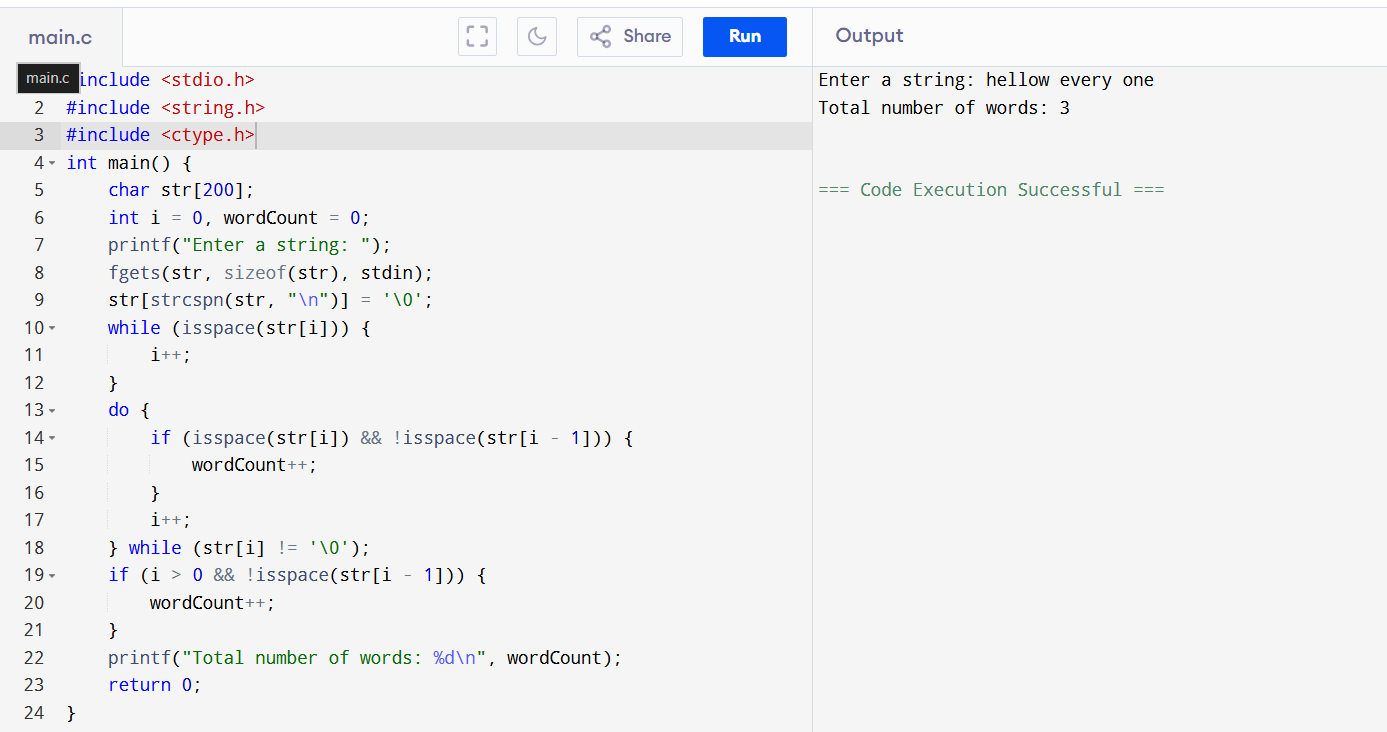 main.c
Share
Run
Output
main.c
include <stdio.h>
2 #include <string.h>
3 #include <ctype.h>
4 int main() {
5     char str[200];
6     int i = 0, wordCount = 0;
7     printf("Enter a string: ");
8     fgets(str, sizeof(str), stdin);
9     str[strcspn(str, "\n")] = '\0';
10     while (isspace(str[i])) {
11         i++;
12     }
13     do {
14         if (isspace(str[i]) && !isspace(str[i - 1])) {
15             wordCount++;
16         }
17         i++;
18     } while (str[i] != '\0');
19     if (i > 0 && !isspace(str[i - 1])) {
20         wordCount++;
21     }
22     printf("Total number of words: %d\n", wordCount);
23     return 0;
24 }
Enter a string: hellow every one
Total number of words: 3
=== Code Execution Successful ===